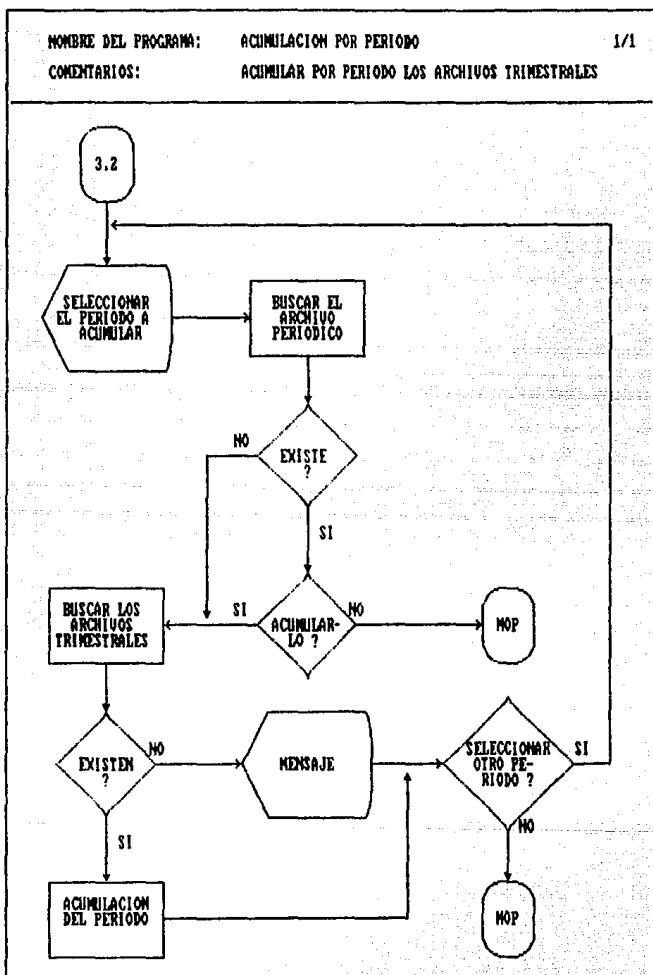 NOMBRE DEL PROGRAMA: ACUMULACION POR PERIODO 1/1
COMENTARIOS: ACUMULAR POR PERIODO LOS ARCHIVOS TRIMESTRALES
3.2
SELECCIONAR
EL PERIODO A
ACUMULAR
BUSCAR EL
ARCHIVO
PERIODICO
NO
EXISTE
?
SI
BUSCAR LOS
ARCHIVOS
TRIMESTRALES
SI
ACUMULAR-
LO ?
NO
MOP
EXISTEN
?
NO
MENSAJE
SELECCIONAR
OTRO PE-
RIODO ?
SI
SI
NO
ACUMULACION
DEL PERIODO
MOP